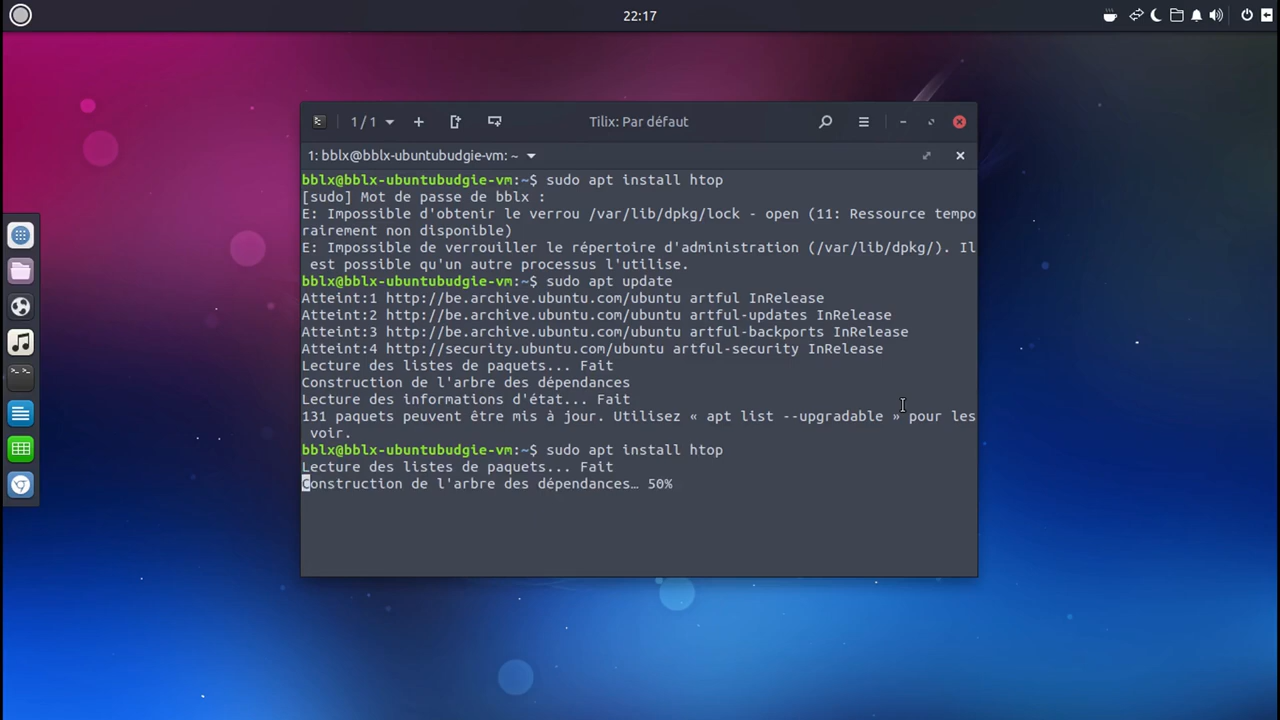 22:17
1 / 1
Tilix: Par défaut
1: bblx@bblx-ubuntubudgie-vm: ~
bblx@bblx-ubuntubudgie-vm:~$ sudo apt install htop
[sudo] Mot de passe de bblx :
E: Impossible d'obtenir le verrou /var/lib/dpkg/lock - open (11: Ressource tempo
rairement non disponible)
E: Impossible de verrouiller le répertoire d'administration (/var/lib/dpkg/). Il
est possible qu'un autre processus l'utilise.
bblx@bblx-ubuntubudgie-vm:~$ sudo apt update
Atteint:1 http://be.archive.ubuntu.com/ubuntu artful InRelease
Atteint:2 http://be.archive.ubuntu.com/ubuntu artful-updates InRelease
Atteint:3 http://be.archive.ubuntu.com/ubuntu artful-backports InRelease
Atteint:4 http://security.ubuntu.com/ubuntu artful-security InRelease
Lecture des listes de paquets... Fait
Construction de l'arbre des dépendances
Lecture des informations d'état... Fait
131 paquets peuvent être mis à jour. Utilisez « apt list --upgradable » pour les
voir.
bblx@bblx-ubuntubudgie-vm:~$ sudo apt install htop
Lecture des listes de paquets... Fait
Construction de l'arbre des dépendances… 50%